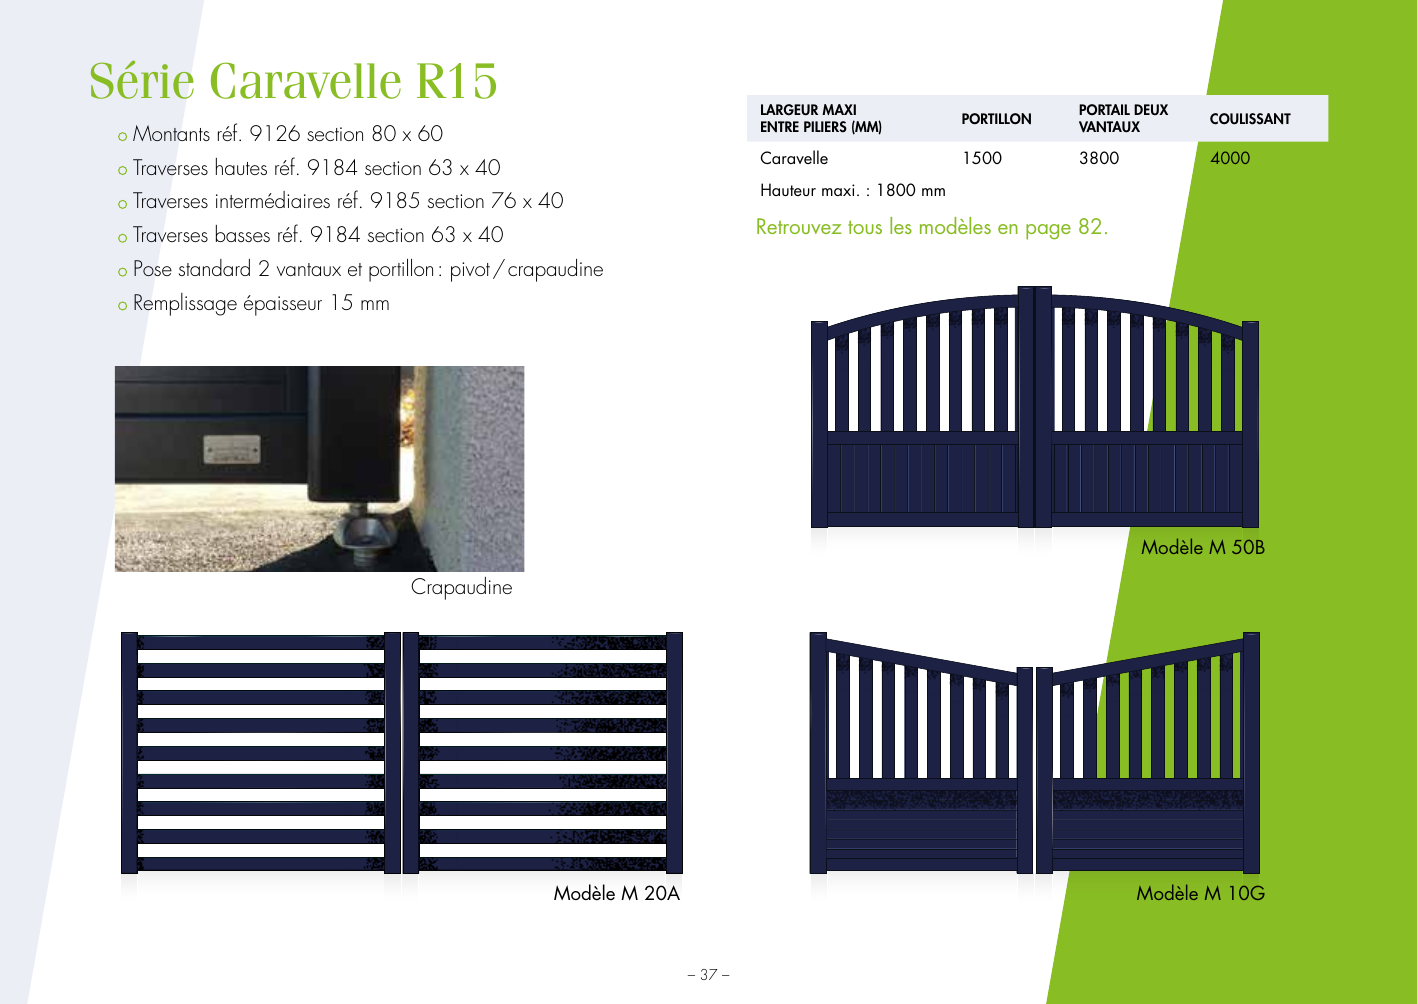 Série Caravelle R15
Montants réf. 9126 section 80 x 60
Traverses hautes réf. 9184 section 63 x 40
Traverses intermédiaires réf. 9185 section 76 x 40
Traverses basses réf. 9184 section 63 x 40
Pose standard 2 vantaux et portillon : pivot / crapaudine
Remplissage épaisseur 15 mm
Crapaudine
Modèle M 20A
LARGEUR MAXI ENTRE PILIERS (MM) PORTILLON PORTAIL DEUX VANTAUX COULISSANT
Caravelle 1500 3800 4000
Hauteur maxi. : 1800 mm
Retrouvez tous les modèles en page 82.
Modèle M 50B
Modèle M 10G
– 37 –